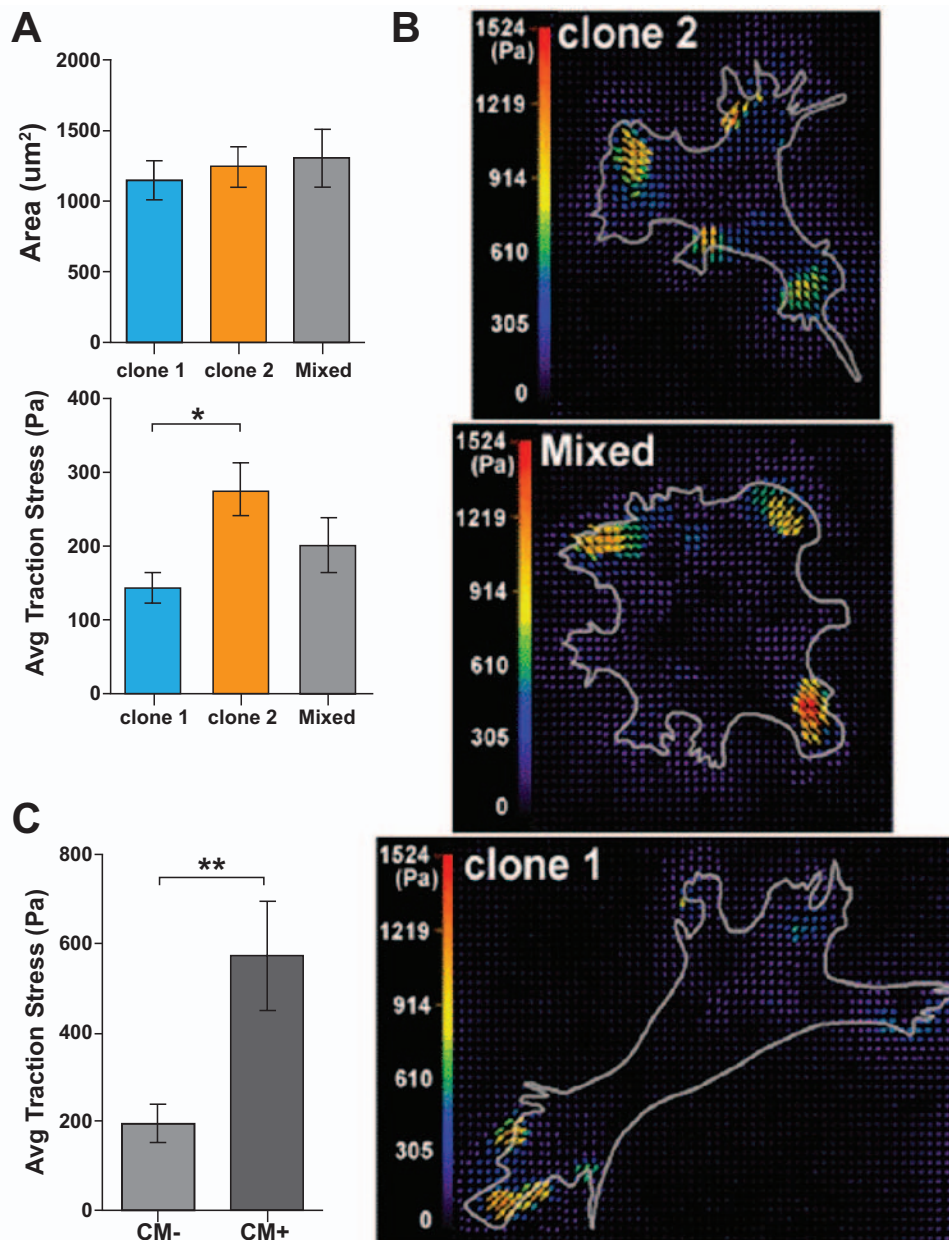 A
Area (um²)
2000
1500
1000
500
0
clone 1 clone 2 Mixed
Avg Traction Stress (Pa)
400
300
200
100
0
*
clone 1 clone 2 Mixed
B
1524
(Pa)
1219
914
610
305
0
clone 2
1524
(Pa)
1219
914
610
305
0
Mixed
C
Avg Traction Stress (Pa)
800
600
400
200
0
**
CM- CM+
1524
(Pa)
1219
914
610
305
0
clone 1